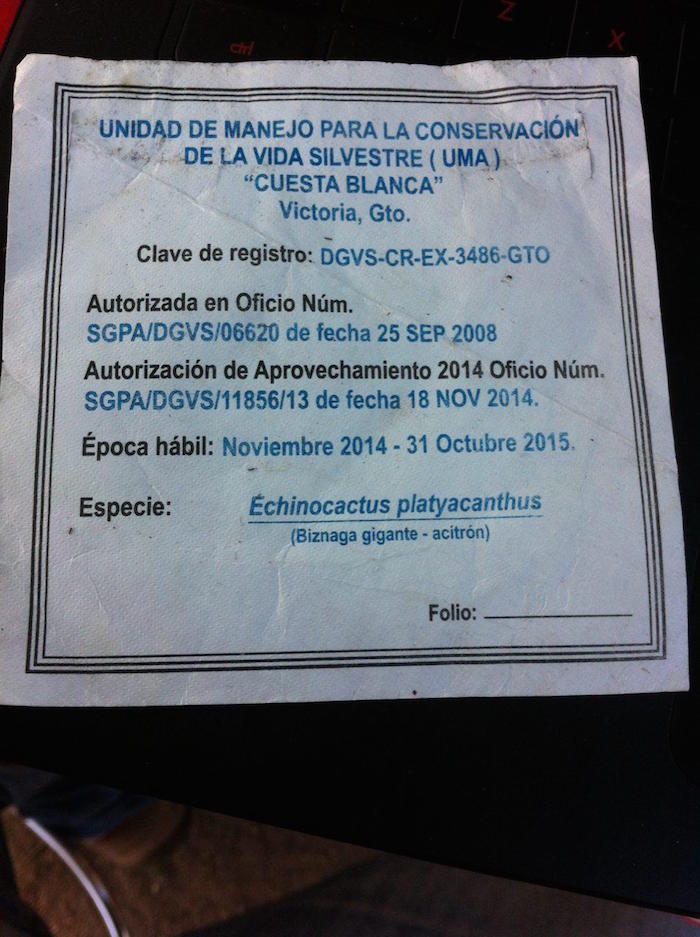 Z
ctrl
X
UNIDAD DE MANEJO PARA LA CONSERVACIÓN
DE LA VIDA SILVESTRE ( UMA )
“CUESTA BLANCA”
Victoria, Gto.
Clave de registro: DGVS-CR-EX-3486-GTO
Autorizada en Oficio Núm.
SGPA/DGVS/06620 de fecha 25 SEP 2008
Autorización de Aprovechamiento 2014 Oficio Núm.
SGPA/DGVS/11856/13 de fecha 18 NOV 2014.
Época hábil: Noviembre 2014 - 31 Octubre 2015.
Especie: Echinocactus platyacanthus
(Biznaga gigante - acitrón)
Folio: